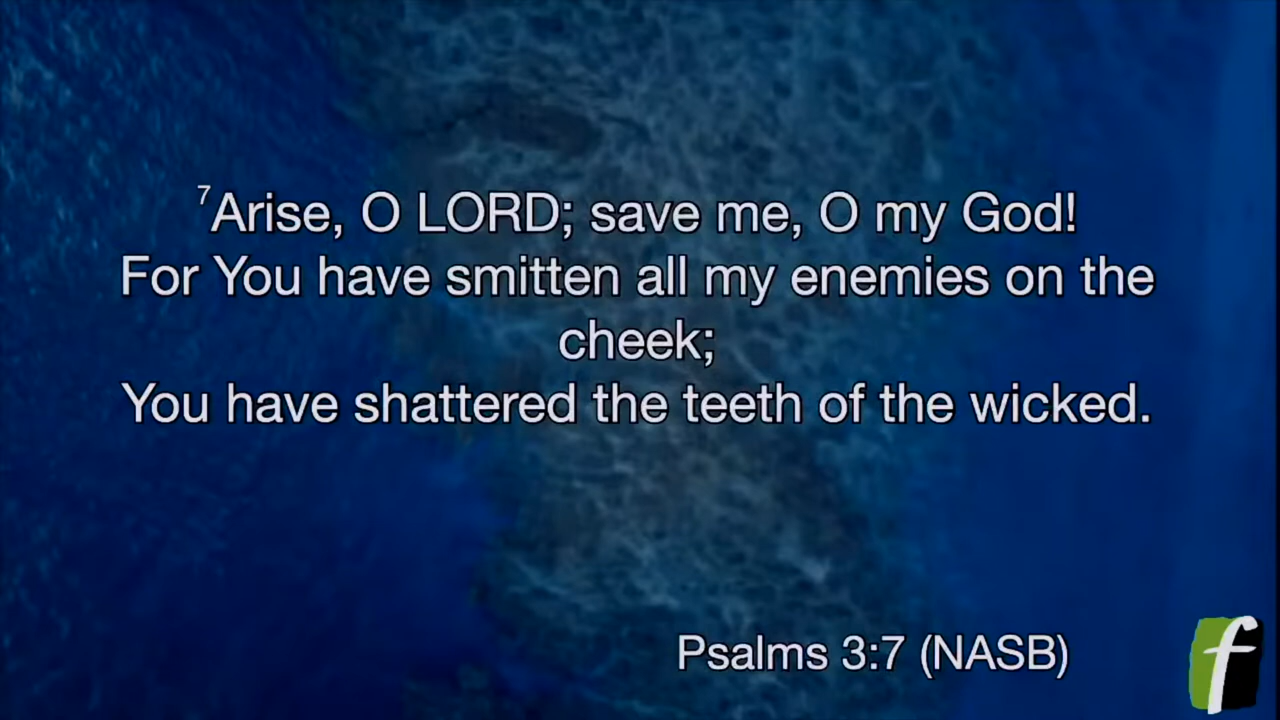 ⁷Arise, O LORD; save me, O my God!
For You have smitten all my enemies on the
cheek;
You have shattered the teeth of the wicked.
Psalms 3:7 (NASB)
f